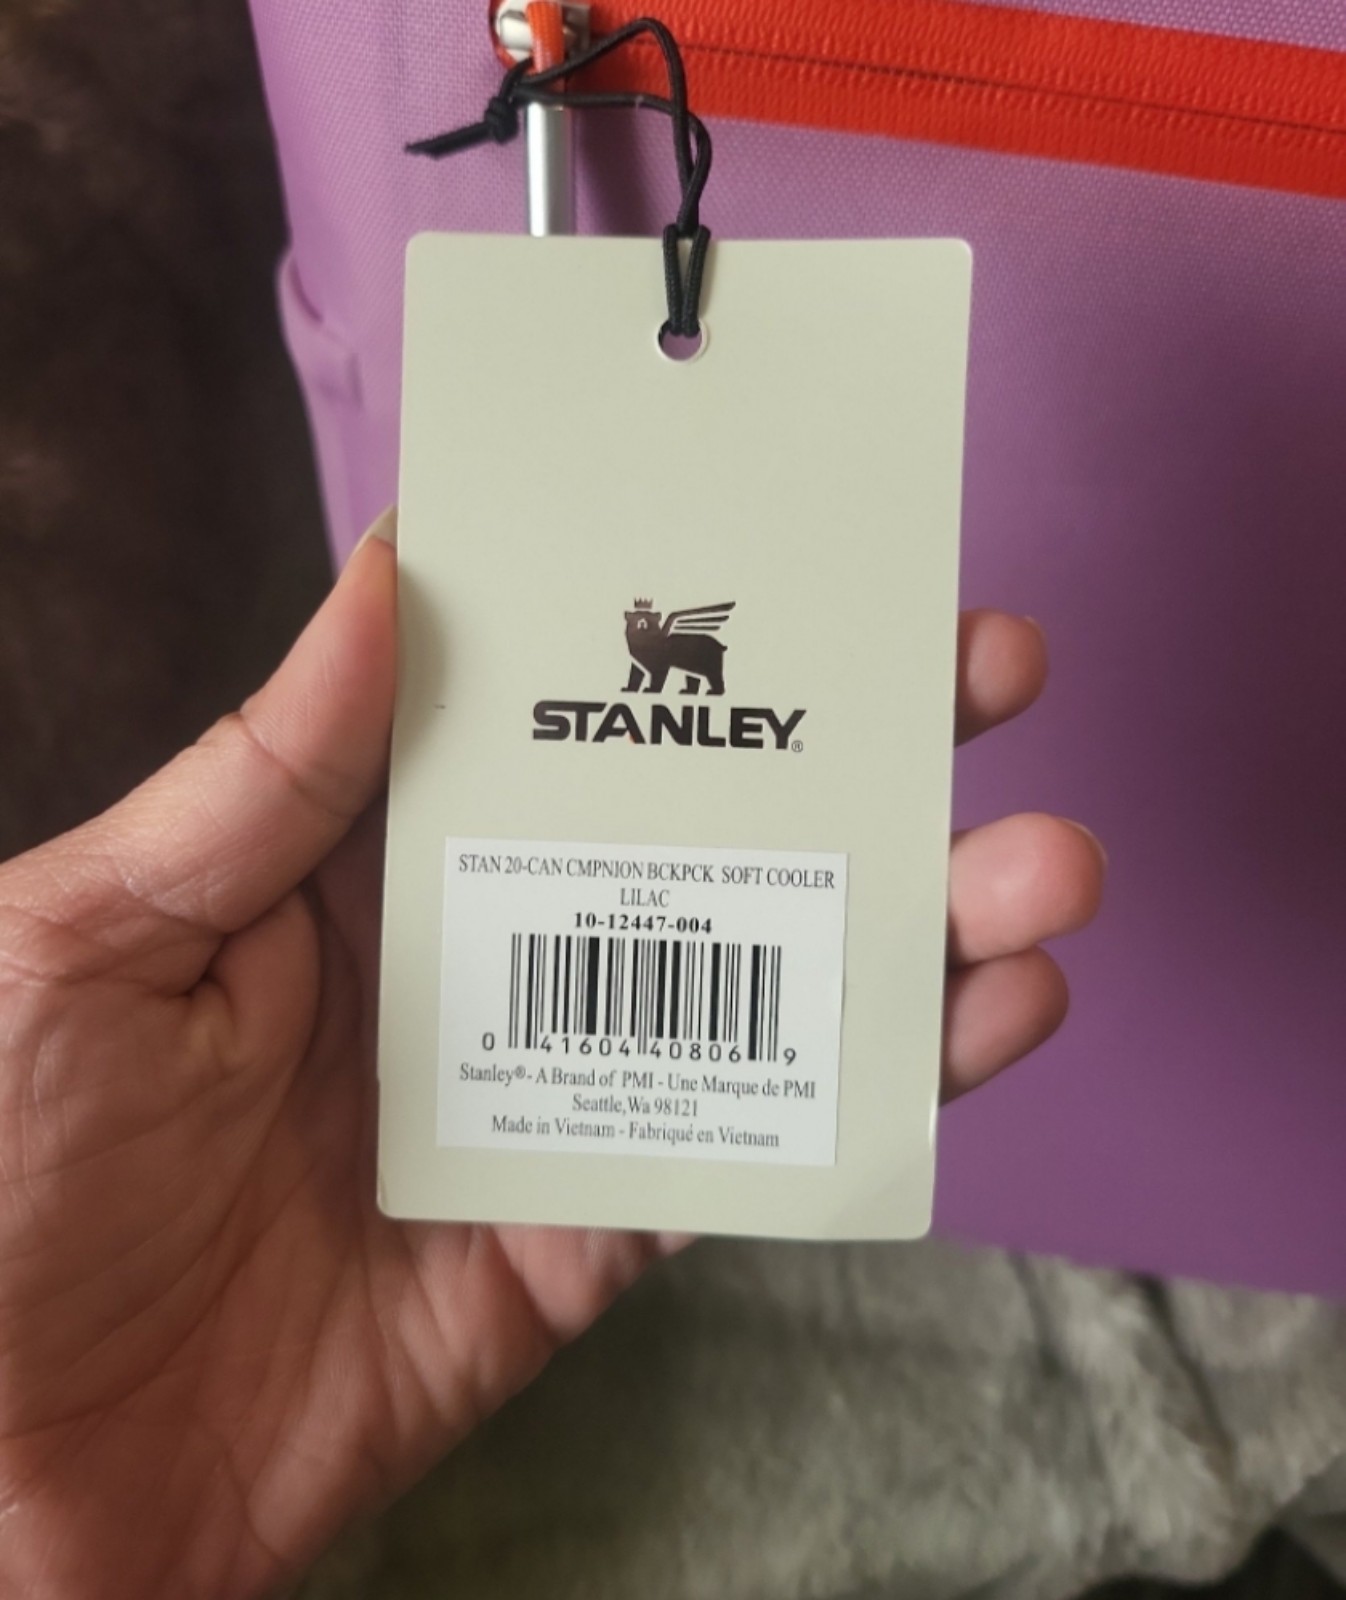 STANLEY®
STAN 20-CAN CMPNION BCKPCK SOFT COOLER
LILAC
10-12447-004
0 41604 40806 9
Stanley®- A Brand of PMI - Une Marque de PMI
Seattle,Wa 98121
Made in Vietnam - Fabriqué en Vietnam